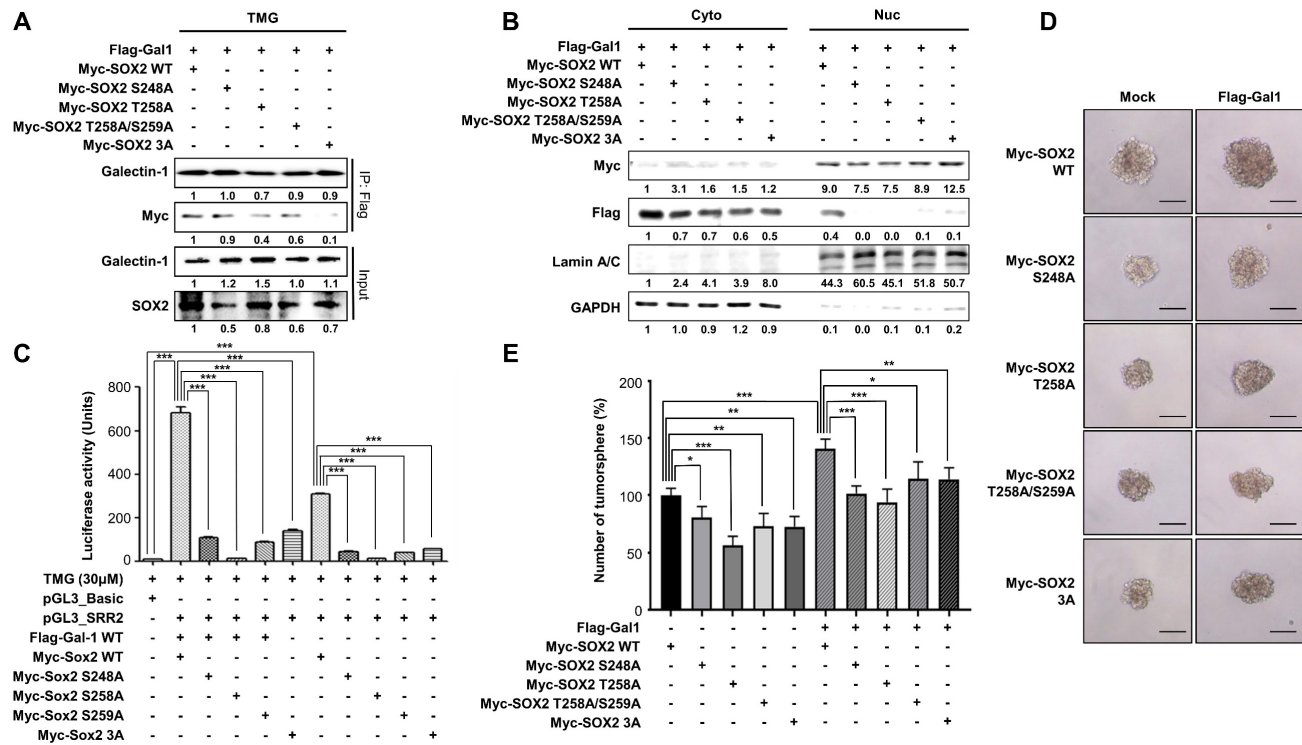 A
TMG
Flag-Gal1 + + + + +
Myc-SOX2 WT + - - - -
Myc-SOX2 S248A - + - - -
Myc-SOX2 T258A - - + - -
Myc-SOX2 T258A/S259A - - - + -
Myc-SOX2 3A - - - - +
Galectin-1
1 1.0 0.7 0.9 0.9
Myc
1 0.9 0.4 0.6 0.1
IP: Flag
Galectin-1
1 1.2 1.5 1.0 1.1
SOX2
1 0.5 0.8 0.6 0.7
Input
B
Cyto Nuc
Flag-Gal1 + + + + + + + + + +
Myc-SOX2 WT + - - - - + - - - -
Myc-SOX2 S248A - + - - - - + - - -
Myc-SOX2 T258A - - + - - - - + - -
Myc-SOX2 T258A/S259A - - - + - - - - + -
Myc-SOX2 3A - - - - + - - - - +
Myc
1 3.1 1.6 1.5 1.2 9.0 7.5 7.5 8.9 12.5
Flag
1 0.7 0.7 0.6 0.5 0.4 0.0 0.0 0.1 0.1
Lamin A/C
1 2.4 4.1 3.9 8.0 44.3 60.5 45.1 51.8 50.7
GAPDH
1 1.0 0.9 1.2 0.9 0.1 0.0 0.1 0.1 0.2
C
Luciferase activity (Units)
800
600
400
200
0
***
*** ***
***
***
***
***
***
***
TMG (30μM) + + + + + + + + + + +
pGL3_Basic + - - - - - - - - - -
pGL3_SRR2 - + + + + + + + + + +
Flag-Gal-1 WT - + + + + - - - - - -
Myc-Sox2 WT - + - - - - + - - - -
Myc-Sox2 S248A - - + - - - - + - - -
Myc-Sox2 S258A - - - + - - - - + - -
Myc-Sox2 S259A - - - - + - - - - + -
Myc-Sox2 3A - - - - - + - - - - +
D
Mock Flag-Gal1
Myc-SOX2
WT
Myc-SOX2
S248A
Myc-SOX2
T258A
Myc-SOX2
T258A/S259A
Myc-SOX2
3A
E
Number of tumorsphere (%)
200
150
100
50
0
***
**
**
***
*
**
*
***
***
Flag-Gal1 - - - - - + + + + +
Myc-SOX2 WT + - - - - + - - - -
Myc-SOX2 S248A - + - - - - + - - -
Myc-SOX2 T258A - - + - - - - + - -
Myc-SOX2 T258A/S259A - - - + - - - - + -
Myc-SOX2 3A - - - - + - - - - +